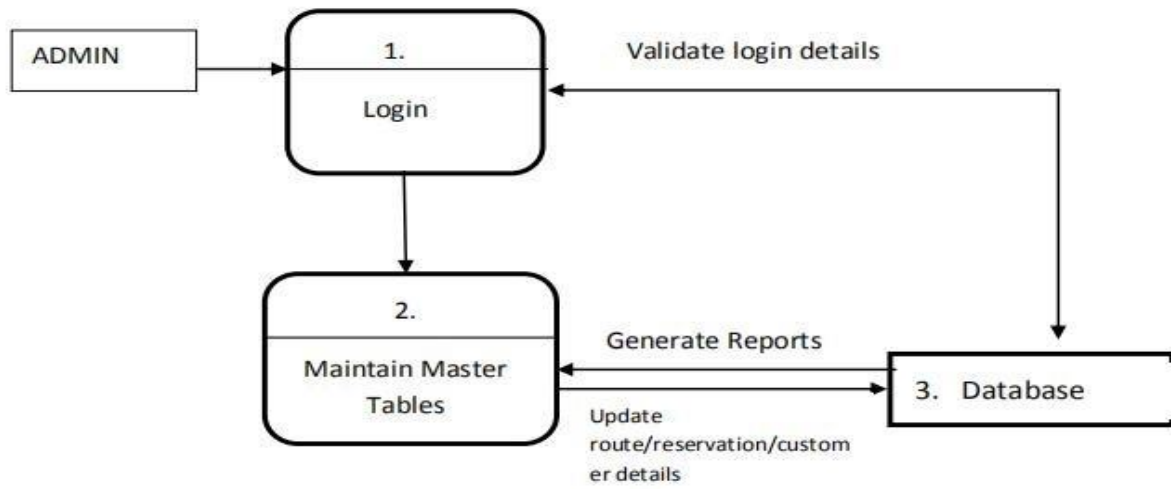 ADMIN
1.
Login
Validate login details
2.
Maintain Master
Tables
Generate Reports
Update
route/reservation/custom
er details
3. Database